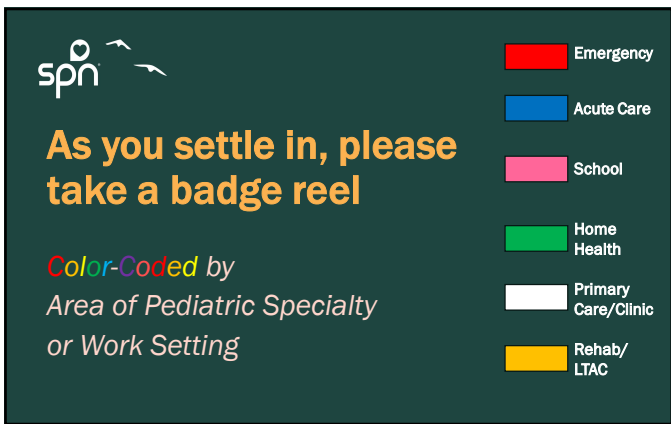 spn
As you settle in, please
take a badge reel
Color-Coded by
Area of Pediatric Specialty
or Work Setting
Emergency
Acute Care
School
Home
Health
Primary
Care/Clinic
Rehab/
LTAC